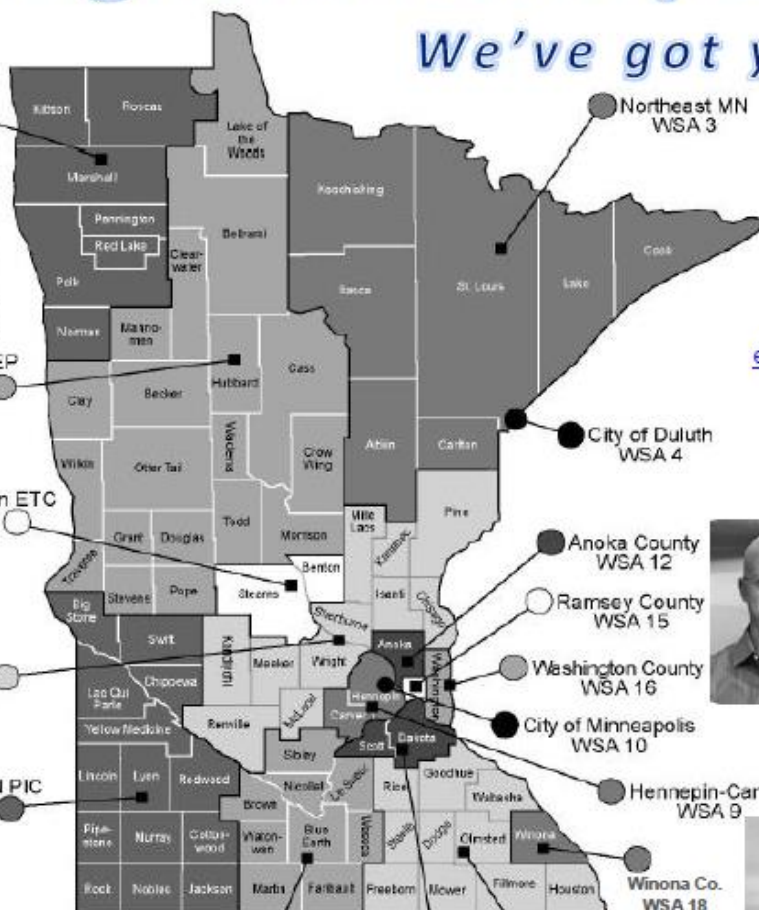 We've got y
Northeast MN
WSA 3
Kittson
Roseau
Lake of
the
Woods
Marshall
Koochiching
Pennington
Red Lake
Beltrami
Clear-
water
Polk
Itasca
St. Louis
Lake
Cook
Norman
Mahno-
men
EP
Hubbard
Cass
Clay
Becker
Aitkin
Carlton
City of Duluth
WSA 4
Wadena
Crow
Wing
Wilkin
Otter Tail
n ETC
Todd
Mille
Lacs
Pine
Grant
Douglas
Morrison
Kanabec
Anoka County
WSA 12
Traverse
Benton
Stevens
Pope
Stearns
Isanti
Chisago
Ramsey County
WSA 15
Big
Stone
Swift
Sherburne
Anoka
Kandiyohi
Meeker
Wright
Washington
Washington County
WSA 16
Chippewa
Lac Qui
Parle
Hennepin
McLeod
Carver
City of Minneapolis
WSA 10
Yellow Medicine
Renville
Scott
Dakota
Sibley
Lincoln
Lyon
Redwood
Nicollet
Le Sueur
Rice
Goodhue
Wabasha
Hennepin-Car
WSA 9
PIC
Brown
Pipe-
stone
Murray
Cotton-
wood
Waton-
wan
Blue
Earth
Waseca
Steele
Dodge
Olmsted
Winona
Rock
Nobles
Jackson
Martin
Faribault
Freeborn
Mower
Fillmore
Houston
Winona Co.
WSA 18